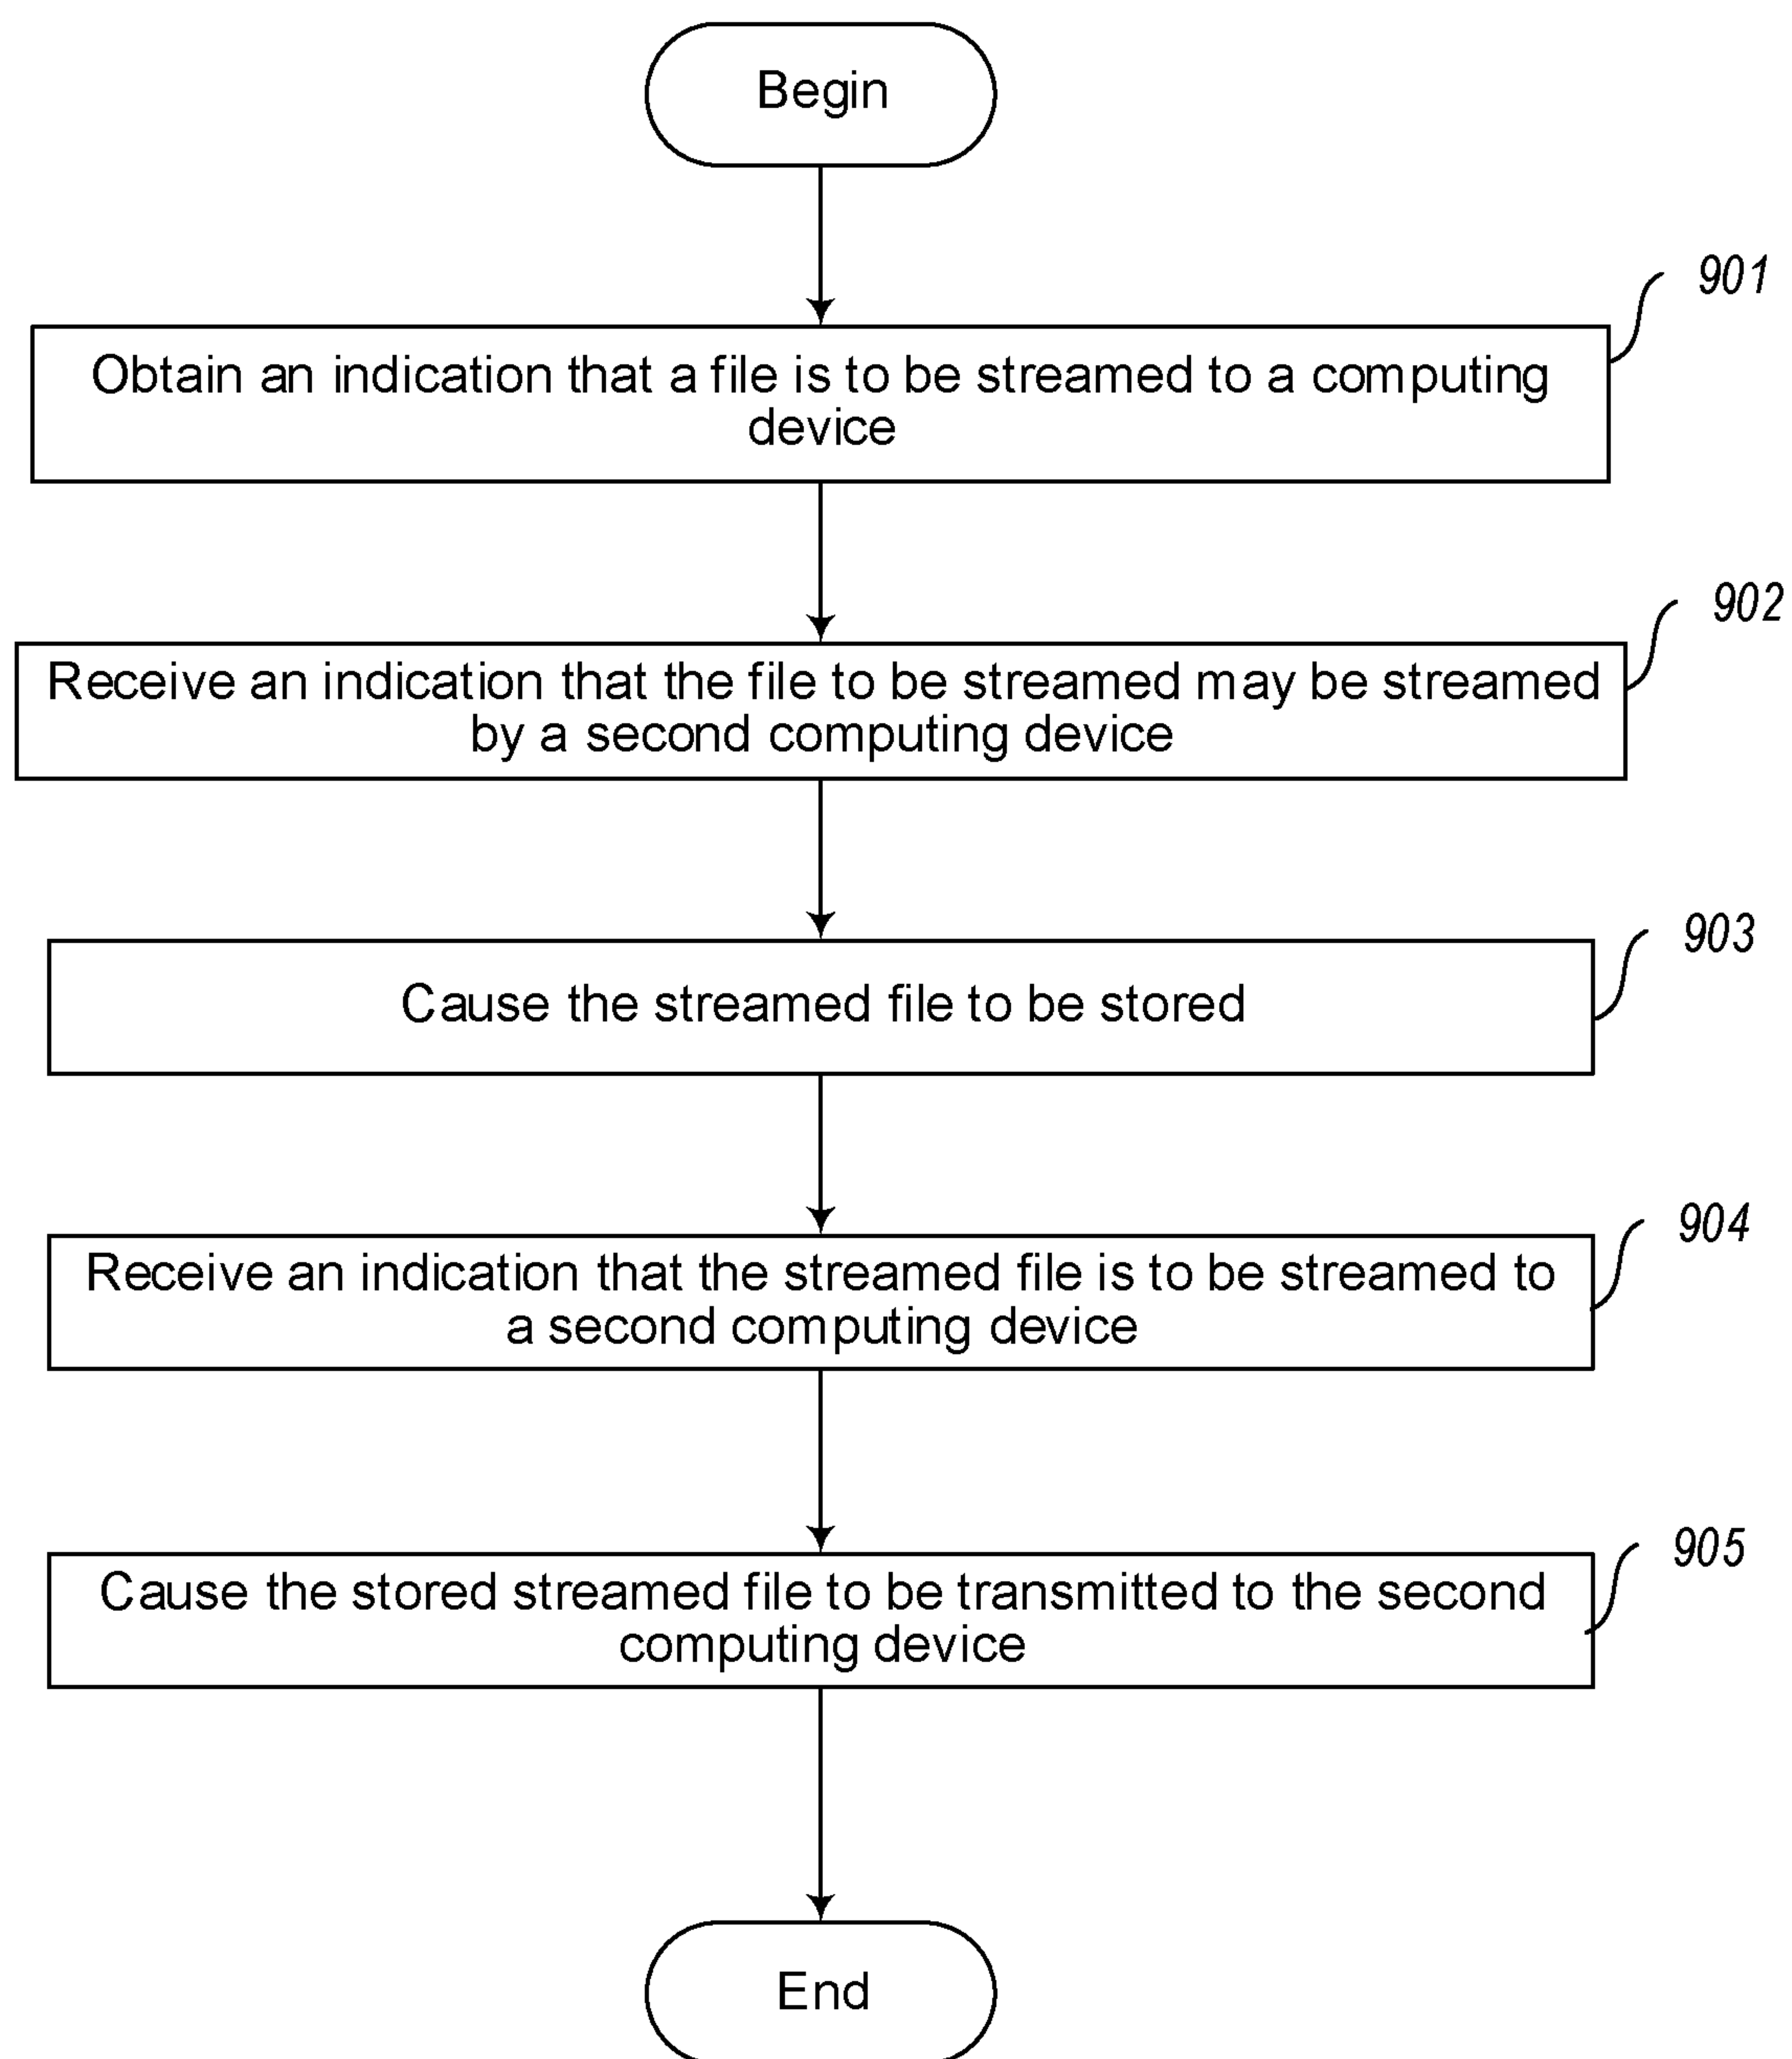 Begin
901
Obtain an indication that a file is to be streamed to a computing
device
902
Receive an indication that the file to be streamed may be streamed
by a second computing device
903
Cause the streamed file to be stored
904
Receive an indication that the streamed file is to be streamed to
a second computing device
905
Cause the stored streamed file to be transmitted to the second
computing device
End